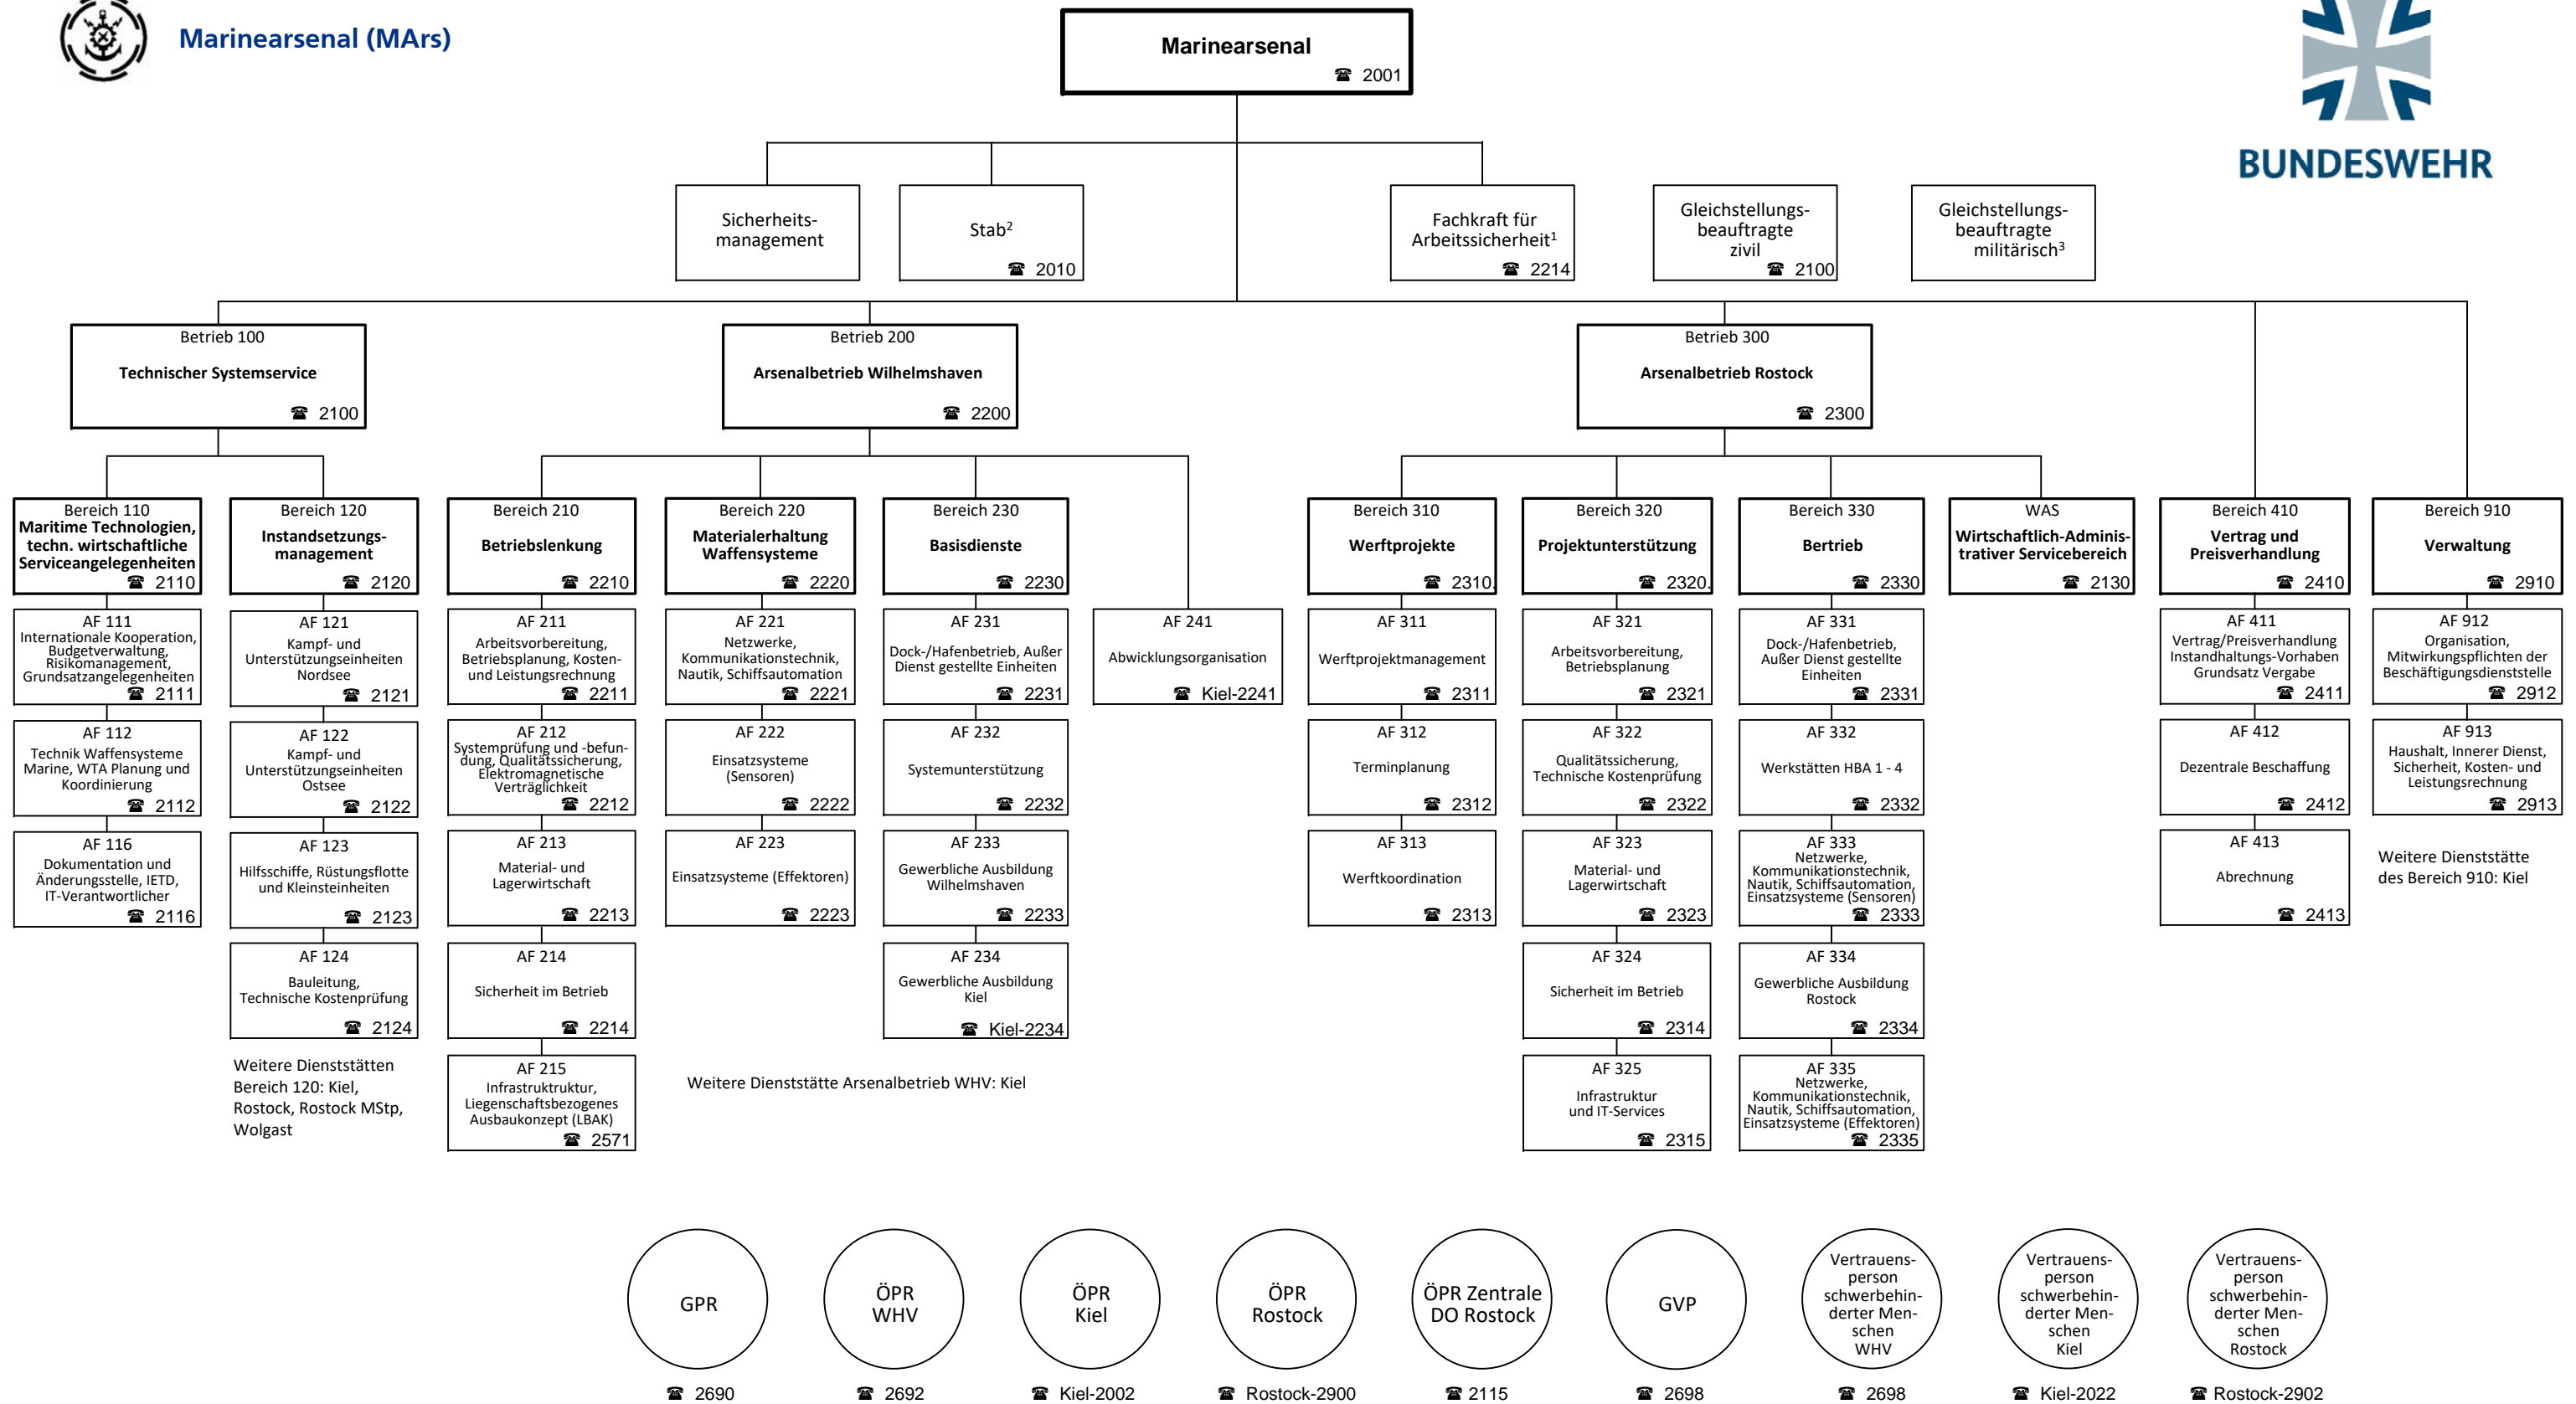 Marinearsenal (MArs)
Marinearsenal
☎ 2001
BUNDESWEHR
Sicherheits-
management
Stab²
☎ 2010
Fachkraft für
Arbeitssicherheit¹
☎ 2214
Gleichstellungs-
beauftragte
zivil
☎ 2100
Gleichstellungs-
beauftragte
militärisch³
Betrieb 100
Technischer Systemservice
☎ 2100
Betrieb 200
Arsenalbetrieb Wilhelmshaven
☎ 2200
Betrieb 300
Arsenalbetrieb Rostock
☎ 2300
Bereich 110
Maritime Technologien,
techn. wirtschaftliche
Serviceangelegenheiten
☎ 2110
Bereich 120
Instandsetzungs-
management
☎ 2120
Bereich 210
Betriebslenkung
☎ 2210
Bereich 220
Materialerhaltung
Waffensysteme
☎ 2220
Bereich 230
Basisdienste
☎ 2230
Bereich 310
Werftprojekte
☎ 2310.
Bereich 320
Projektunterstützung
☎ 2320.
Bereich 330
Bertrieb
☎ 2330
WAS
Wirtschaftlich-Adminis-
trativer Servicebereich
☎ 2130
Bereich 410
Vertrag und
Preisverhandlung
☎ 2410
Bereich 910
Verwaltung
☎ 2910
AF 111
Internationale Kooperation,
Budgetverwaltung,
Risikomanagement,
Grundsatzangelegenheiten
☎ 2111
AF 121
Kampf- und
Unterstützungseinheiten
Nordsee
☎ 2121
AF 211
Arbeitsvorbereitung,
Betriebsplanung, Kosten-
und Leistungsrechnung
☎ 2211
AF 221
Netzwerke,
Kommunikationstechnik,
Nautik, Schiffsautomation
☎ 2221
AF 231
Dock-/Hafenbetrieb, Außer
Dienst gestellte Einheiten
☎ 2231
AF 241
Abwicklungsorganisation
☎ Kiel-2241
AF 311
Werftprojektmanagement
☎ 2311
AF 321
Arbeitsvorbereitung,
Betriebsplanung
☎ 2321
AF 331
Dock-/Hafenbetrieb,
Außer Dienst gestellte
Einheiten
☎ 2331
AF 411
Vertrag/Preisverhandlung
Instandhaltungs-Vorhaben
Grundsatz Vergabe
☎ 2411
AF 912
Organisation,
Mitwirkungspflichten der
Beschäftigungsdienststelle
☎ 2912
AF 112
Technik Waffensysteme
Marine, WTA Planung und
Koordinierung
☎ 2112
AF 122
Kampf- und
Unterstützungseinheiten
Ostsee
☎ 2122
AF 212
Systemprüfung und -befun-
dung, Qualitätssicherung,
Elektromagnetische
Verträglichkeit
☎ 2212
AF 222
Einsatzsysteme
(Sensoren)
☎ 2222
AF 232
Systemunterstützung
☎ 2232
AF 312
Terminplanung
☎ 2312
AF 322
Qualitätssicherung,
Technische Kostenprüfung
☎ 2322
AF 332
Werkstätten HBA 1 - 4
☎ 2332
AF 412
Dezentrale Beschaffung
☎ 2412
AF 913
Haushalt, Innerer Dienst,
Sicherheit, Kosten- und
Leistungsrechnung
☎ 2913
AF 116
Dokumentation und
Änderungsstelle, IETD,
IT-Verantwortlicher
☎ 2116
AF 123
Hilfsschiffe, Rüstungsflotte
und Kleinsteinheiten
☎ 2123
AF 213
Material- und
Lagerwirtschaft
☎ 2213
AF 223
Einsatzsysteme (Effektoren)
☎ 2223
AF 233
Gewerbliche Ausbildung
Wilhelmshaven
☎ 2233
AF 313
Werftkoordination
☎ 2313
AF 323
Material- und
Lagerwirtschaft
☎ 2323
AF 333
Netzwerke,
Kommunikationstechnik,
Nautik, Schiffsautomation,
Einsatzsysteme (Sensoren)
☎ 2333
AF 413
Abrechnung
☎ 2413
Weitere Dienststätte
des Bereich 910: Kiel
AF 124
Bauleitung,
Technische Kostenprüfung
☎ 2124
AF 214
Sicherheit im Betrieb
☎ 2214
AF 234
Gewerbliche Ausbildung
Kiel
☎ Kiel-2234
AF 324
Sicherheit im Betrieb
☎ 2314
AF 334
Gewerbliche Ausbildung
Rostock
☎ 2334
Weitere Dienststätten
Bereich 120: Kiel,
Rostock, Rostock MStp,
Wolgast
AF 215
Infrastruktruktur,
Liegenschaftsbezogenes
Ausbaukonzept (LBAK)
☎ 2571
Weitere Dienststätte Arsenalbetrieb WHV: Kiel
AF 325
Infrastruktur
und IT-Services
☎ 2315
AF 335
Netzwerke,
Kommunikationstechnik,
Nautik, Schiffsautomation,
Einsatzsysteme (Effektoren)
☎ 2335
GPR
☎ 2690
ÖPR
WHV
☎ 2692
ÖPR
Kiel
☎ Kiel-2002
ÖPR
Rostock
☎ Rostock-2900
ÖPR Zentrale
DO Rostock
☎ 2115
GVP
☎ 2698
Vertrauens-
person
schwerbehin-
derter Men-
schen
WHV
☎ 2698
Vertrauens-
person
schwerbehin-
derter Men-
schen
Kiel
☎ Kiel-2022
Vertrauens-
person
schwerbehin-
derter Men-
schen
Rostock
☎ Rostock-2902